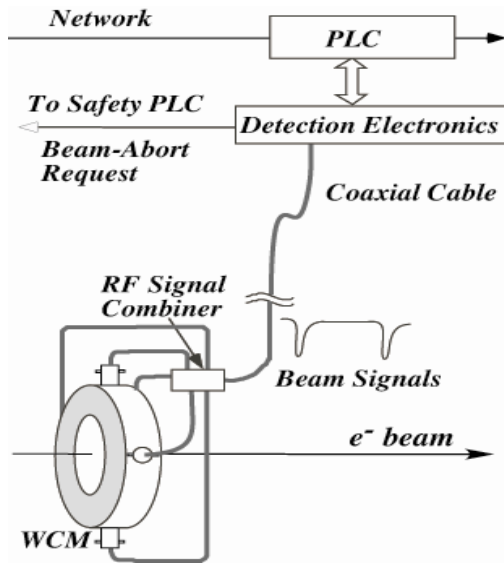 Network
PLC
To Safety PLC
Detection Electronics
Beam-Abort
Request
Coaxial Cable
RF Signal
Combiner
Beam Signals
e- beam
WCM